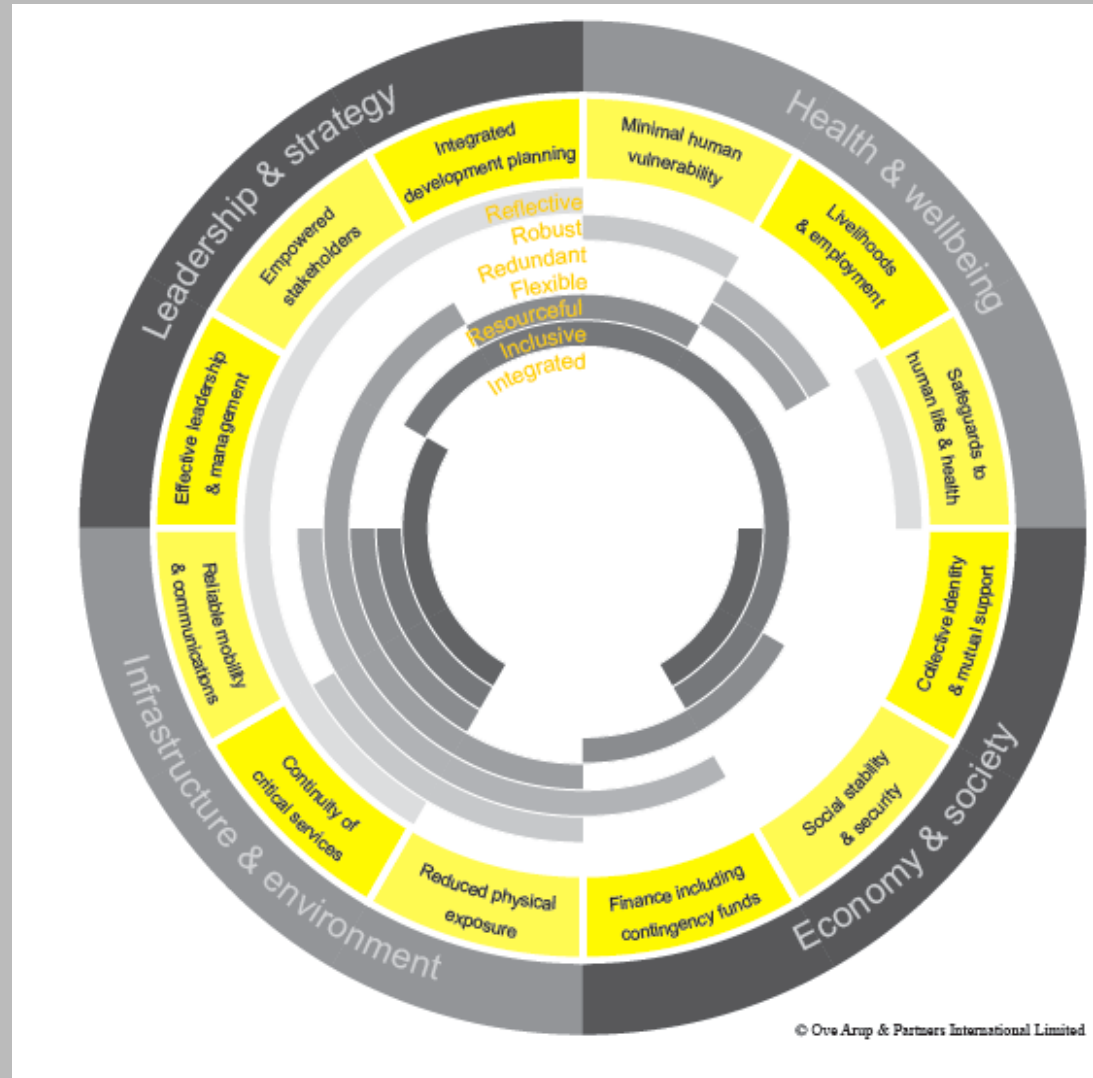 Leadership & strategy
Health & wellbeing
Economy & society
Infrastructure & environment
Integrated
development planning
Minimal human
vulnerability
Livelihoods
& employment
Safeguards to
human life & health
Collective identity
& mutual support
Social stability
& security
Finance including
contingency funds
Reduced physical
exposure
Continuity of
critical services
Reliable mobility
& communications
Effective leadership
& management
Empowered
stakeholders
Reflective
Robust
Redundant
Flexible
Resourceful
Inclusive
Integrated
© Ove Arup & Partners International Limited